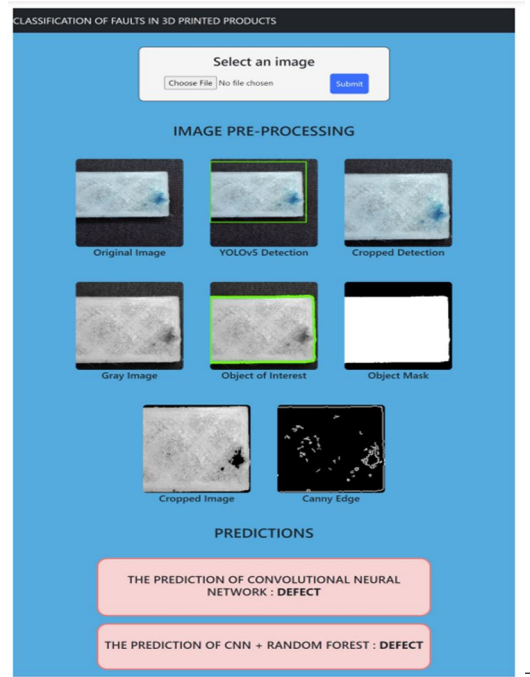 CLASSIFICATION OF FAULTS IN 3D PRINTED PRODUCTS
Select an image
Choose File No file chosen
Submit
IMAGE PRE-PROCESSING
Original Image
YOLOv5 Detection
Cropped Detection
Gray Image
Object of Interest
Object Mask
Cropped Image
Canny Edge
PREDICTIONS
THE PREDICTION OF CONVOLUTIONAL NEURAL
NETWORK : DEFECT
THE PREDICTION OF CNN + RANDOM FOREST : DEFECT